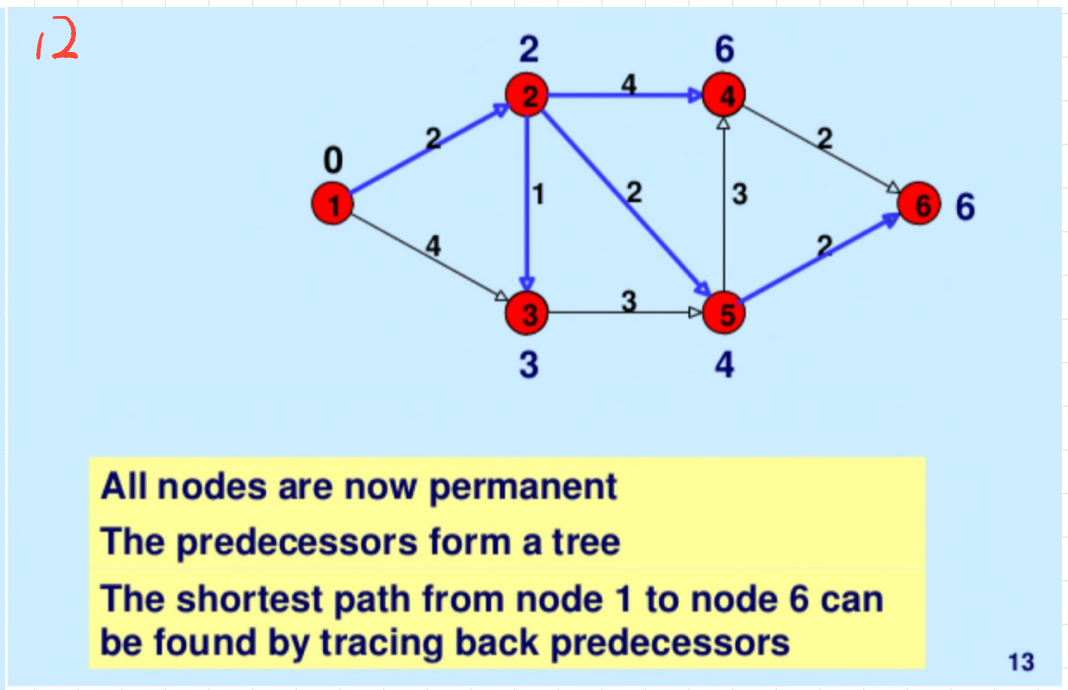 12
2 6
2 4 4
2 2
0
1 1 2 3 6 6
4 2
3 3 5
3 4
All nodes are now permanent
The predecessors form a tree
The shortest path from node 1 to node 6 can
be found by tracing back predecessors
13